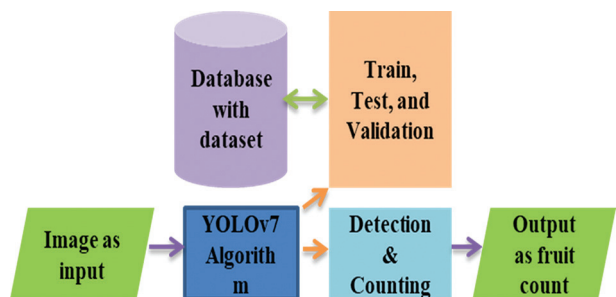 Database
with
dataset
Train,
Test, and
Validation
Image as
input
YOLOv7
Algorith
m
Detection
&
Counting
Output
as fruit
count